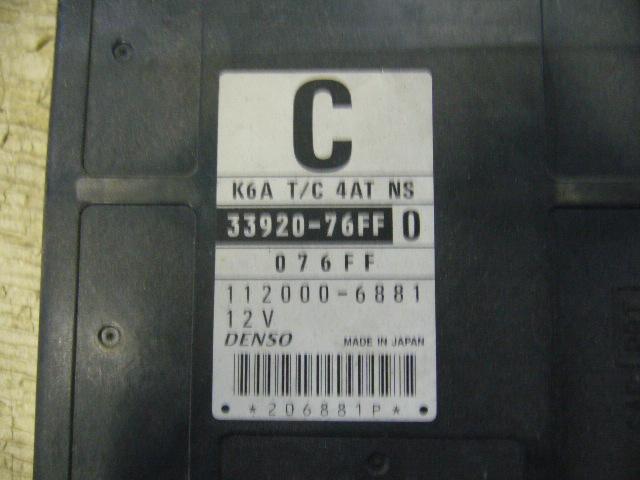 C
K6A T/C 4AT NS
33920-76FF 0
076FF
112000-6881
12V
DENSO MADE IN JAPAN
*206881P*